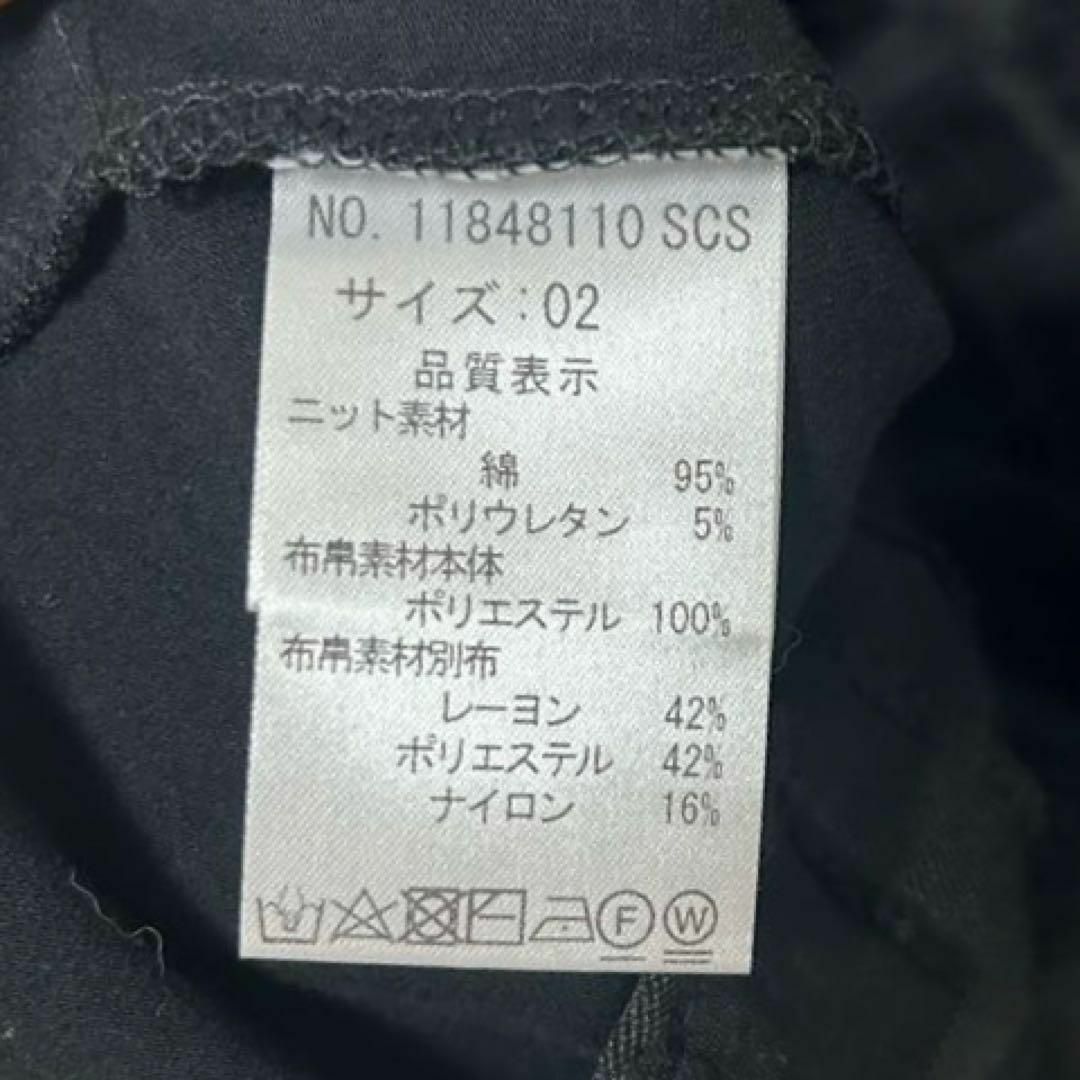 NO. 11848110 SCS
サイズ:02
品質表示
ニット素材
綿 95%
ポリウレタン 5%
布帛素材本体
ポリエステル 100%
布帛素材別布
レーヨン 42%
ポリエステル 42%
ナイロン 16%
F W